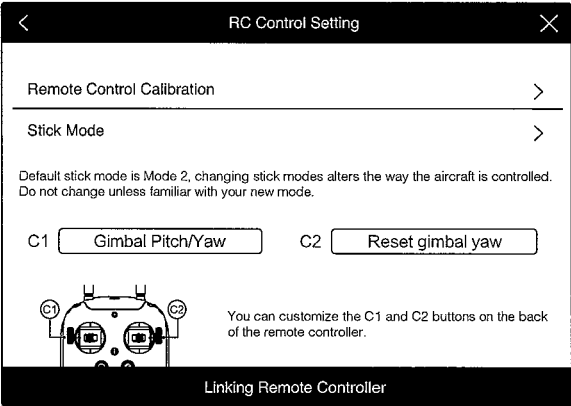 RC Control Setting
Remote Control Calibration
Stick Mode
Default stick mode is Mode 2, changing stick modes alters the way the aircraft is controlled.
Do not change unless familiar with your new mode.
C1 Gimbal Pitch/Yaw C2 Reset gimbal yaw
C1 C2
You can customize the C1 and C2 buttons on the back
of the remote controller.
Linking Remote Controller